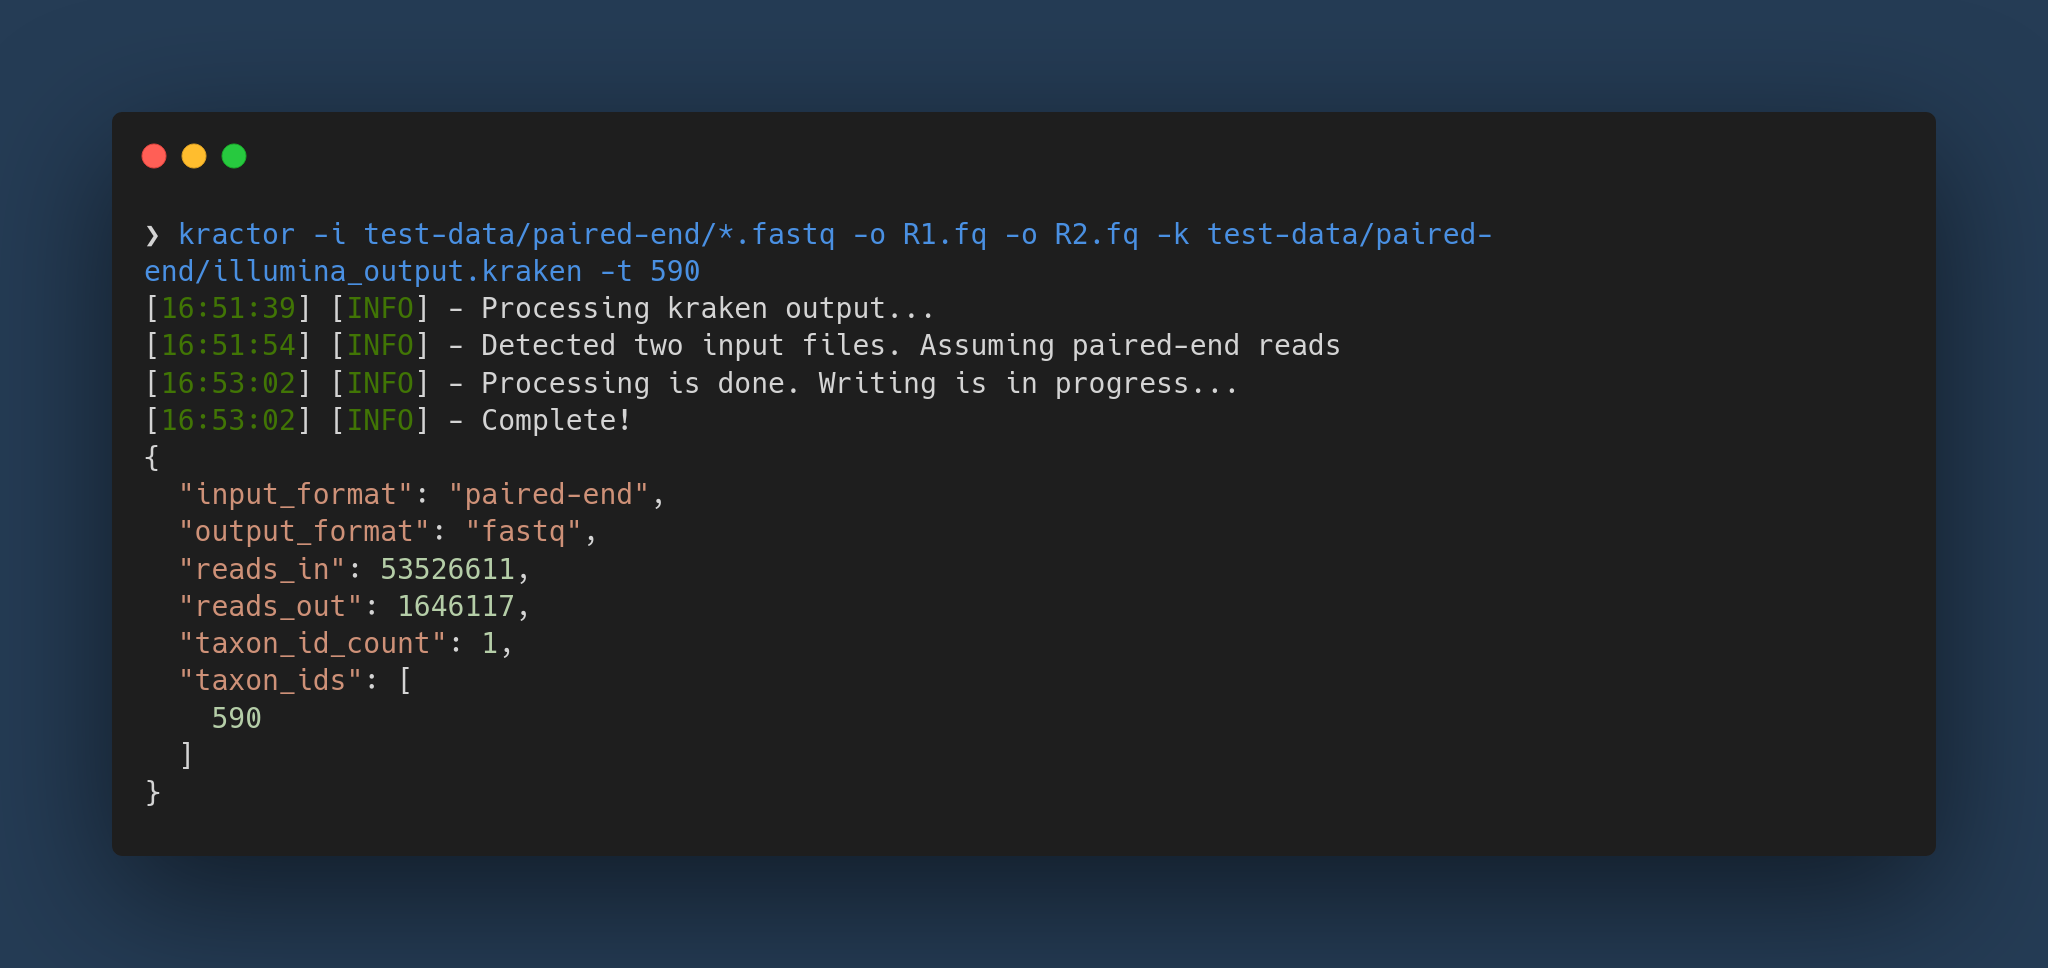 ❯ kractor -i test-data/paired-end/*.fastq -o R1.fq -o R2.fq -k test-data/paired-
end/illumina_output.kraken -t 590
[16:51:39] [INFO] - Processing kraken output...
[16:51:54] [INFO] - Detected two input files. Assuming paired-end reads
[16:53:02] [INFO] - Processing is done. Writing is in progress...
[16:53:02] [INFO] - Complete!
{
  "input_format": "paired-end",
  "output_format": "fastq",
  "reads_in": 53526611,
  "reads_out": 1646117,
  "taxon_id_count": 1,
  "taxon_ids": [
    590
  ]
}